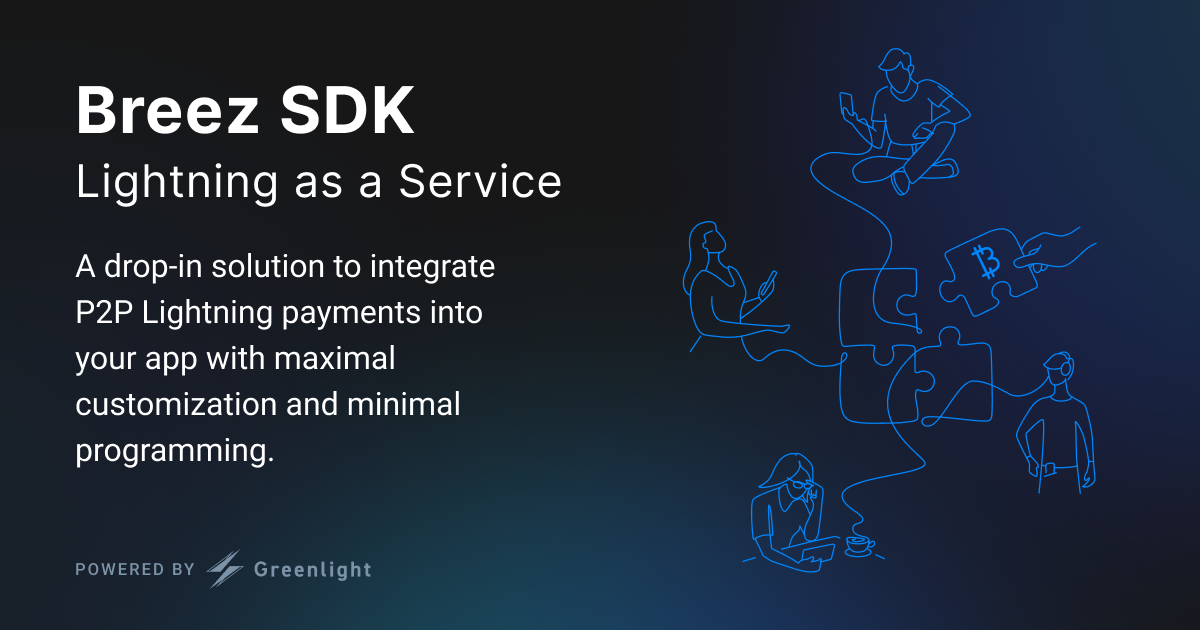 Breez SDK
Lightning as a Service
A drop-in solution to integrate
P2P Lightning payments into
your app with maximal
customization and minimal
programming.
POWERED BY Greenlight